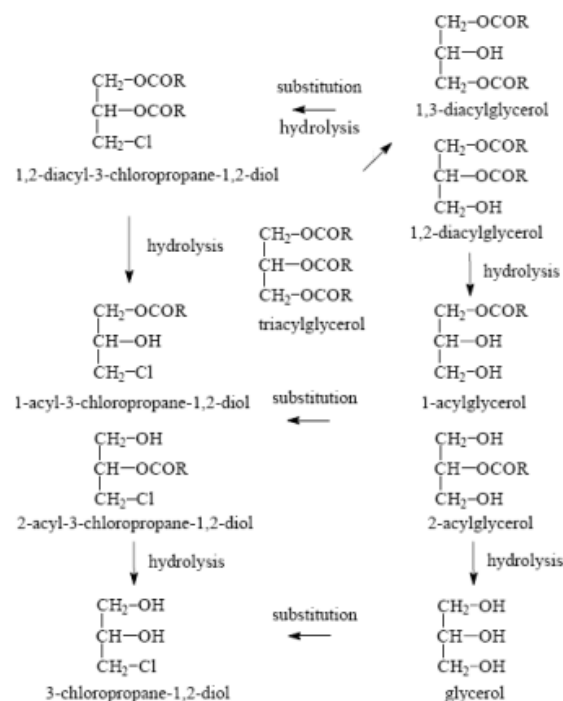 CH₂–OCOR
CH–OCOR
CH₂–Cl
1,2-diacyl-3-chloropropane-1,2-diol
substitution
hydrolysis
CH₂–OCOR
CH–OH
CH₂–OCOR
1,3-diacylglycerol
CH₂–OCOR
CH–OCOR
CH₂–OH
1,2-diacylglycerol
hydrolysis
CH₂–OCOR
CH–OCOR
CH₂–OCOR
triacylglycerol
hydrolysis
CH₂–OCOR
CH–OH
CH₂–Cl
1-acyl-3-chloropropane-1,2-diol
substitution
CH₂–OCOR
CH–OH
CH₂–OH
1-acylglycerol
CH₂–OH
CH–OCOR
CH₂–Cl
2-acyl-3-chloropropane-1,2-diol
CH₂–OH
CH–OCOR
CH₂–OH
2-acylglycerol
hydrolysis
hydrolysis
CH₂–OH
CH–OH
CH₂–Cl
3-chloropropane-1,2-diol
substitution
CH₂–OH
CH–OH
CH₂–OH
glycerol